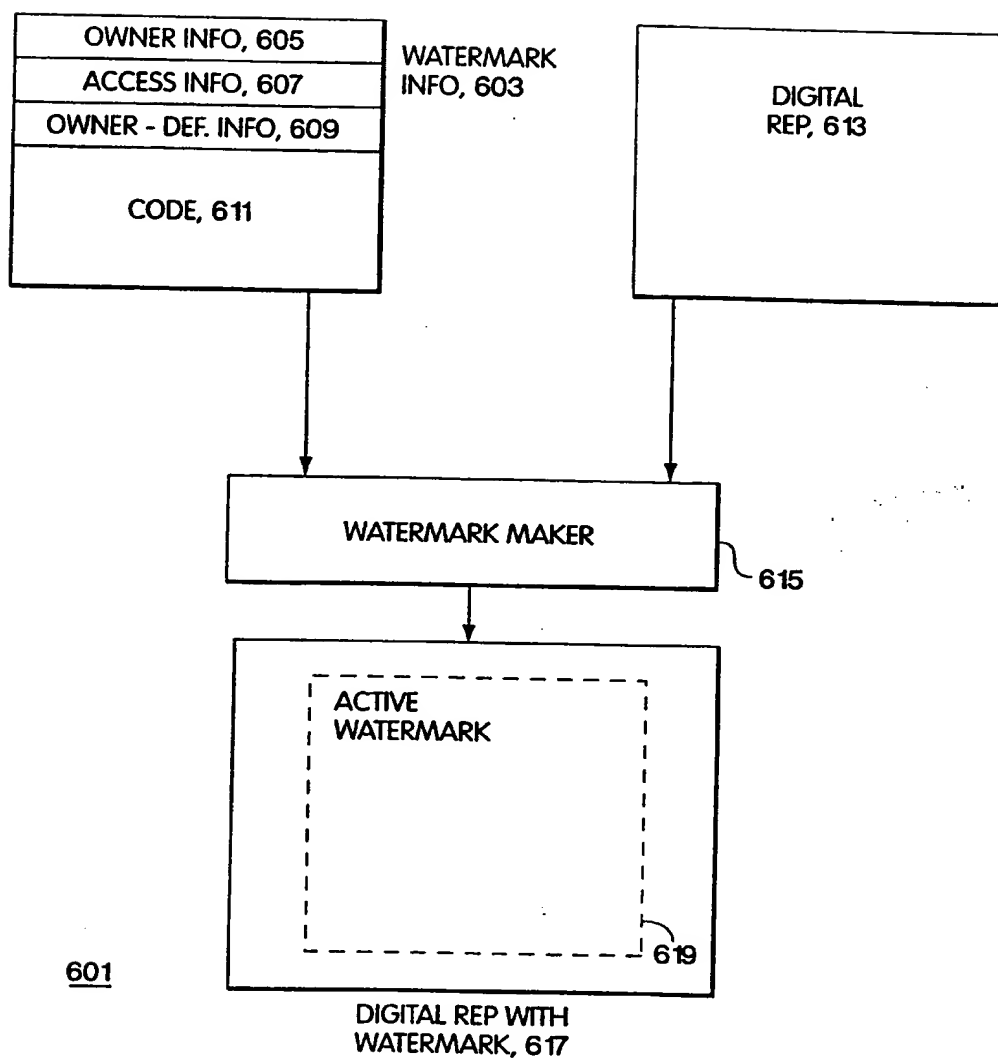 OWNER INFO, 605
ACCESS INFO, 607
OWNER - DEF. INFO, 609
CODE, 611
WATERMARK
INFO, 603
DIGITAL
REP, 613
WATERMARK MAKER
615
ACTIVE
WATERMARK
619
601
DIGITAL REP WITH
WATERMARK, 617